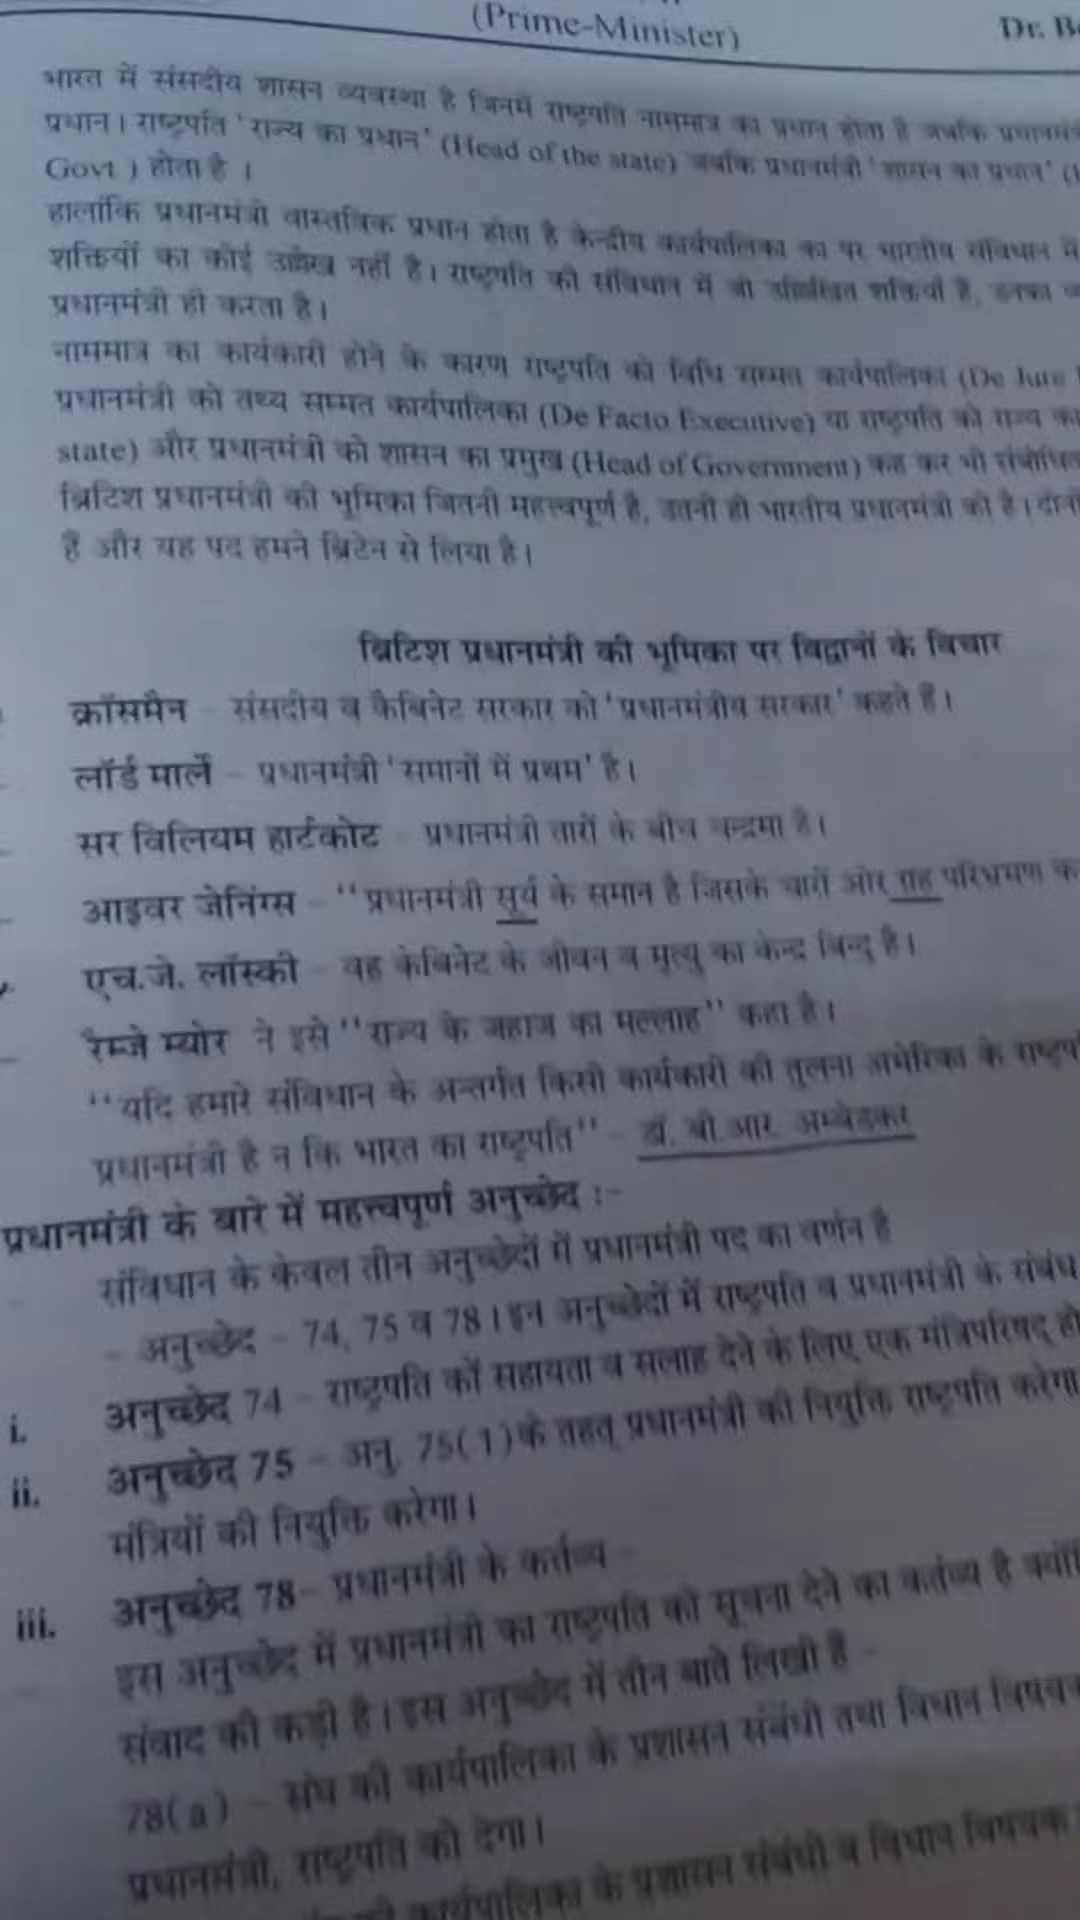 (Prime-Minister)
Dr. B
भारत में संसदीय शासन व्यवस्था है जिनमें राष्ट्रपति नाममात्र का प्रधान होता है जबकि
प्रधान। राष्ट्रपति 'राज्य का प्रधान' (Head of the state) जबकि प्रधानमंत्री 'शासन का प्रधान' (
Govt ) होता है ।
हालांकि प्रधानमंत्री वास्तविक प्रधान होता है केन्द्रीय कार्यपालिका का पर भारतीय संविधान में
शक्तियों का कोई उल्लेख नहीं है। राष्ट्रपति की संविधान में जो उल्लिखित शक्तियाँ हैं, उनका
प्रधानमंत्री ही करता है।
नाममात्र का कार्यकारी होने के कारण राष्ट्रपति को विधि सम्मत कार्यपालिका (De Jure
प्रधानमंत्री को तथ्य सम्मत कार्यपालिका (De Facto Executive) या राष्ट्रपति को राज्य का
state) और प्रधानमंत्री को शासन का प्रमुख (Head of Government) कह कर भी संबोधित
ब्रिटिश प्रधानमंत्री की भूमिका जितनी महत्त्वपूर्ण है, उतनी ही भारतीय प्रधानमंत्री की है। दोनों
हैं और यह पद हमने ब्रिटेन से लिया है।
ब्रिटिश प्रधानमंत्री की भूमिका पर विद्वानों के विचार
क्रॉसमैन - संसदीय व कैबिनेट सरकार को 'प्रधानमंत्रीय सरकार' कहते हैं।
लॉर्ड मार्ले - प्रधानमंत्री 'समानों में प्रथम' है।
सर विलियम हार्टकोट - प्रधानमंत्री तारों के बीच चन्द्रमा है।
आइवर जेनिंग्स - "प्रधानमंत्री सूर्य के समान है जिसके चारों ओर ग्रह परिभ्रमण
एच.जे. लॉस्की - वह केबिनेट के जीवन व मृत्यु का केन्द्र बिन्दु है।
रैम्जे म्योर ने इसे "राज्य के जहाज का मल्लाह" कहा है।
"यदि हमारे संविधान के अन्तर्गत किसी कार्यकारी की तुलना अमेरिका के
प्रधानमंत्री है न कि भारत का राष्ट्रपति" - डॉ. बी.आर. अम्बेडकर
प्रधानमंत्री के बारे में महत्त्वपूर्ण अनुच्छेद :-
संविधान के केवल तीन अनुच्छेदों में प्रधानमंत्री पद का वर्णन है
- अनुच्छेद - 74, 75 व 78। इन अनुच्छेदों में राष्ट्रपति व प्रधानमंत्री के संबंध
i. अनुच्छेद 74 - राष्ट्रपति कों सहायता व सलाह देने के लिए एक मंत्रिपरिषद्
ii. अनुच्छेद 75 - अनु. 75(1)के तहत् प्रधानमंत्री की नियुक्ति राष्ट्रपति करेगा
मंत्रियों की नियुक्ति करेगा।
iii. अनुच्छेद 78- प्रधानमंत्री के कर्तव्य -
इस अनुच्छेद में प्रधानमंत्री का राष्ट्रपति को सूचना देने का कर्तव्य है
संवाद की कड़ी है। इस अनुच्छेद में तीन बातें लिखी हैं -
78(a) - संघ की कार्यपालिका के प्रशासन संबंधी तथा विधान
प्रधानमंत्री, राष्ट्रपति को देगा।
कार्यपालिका के प्रशासन संबंधी व विधान विषयक